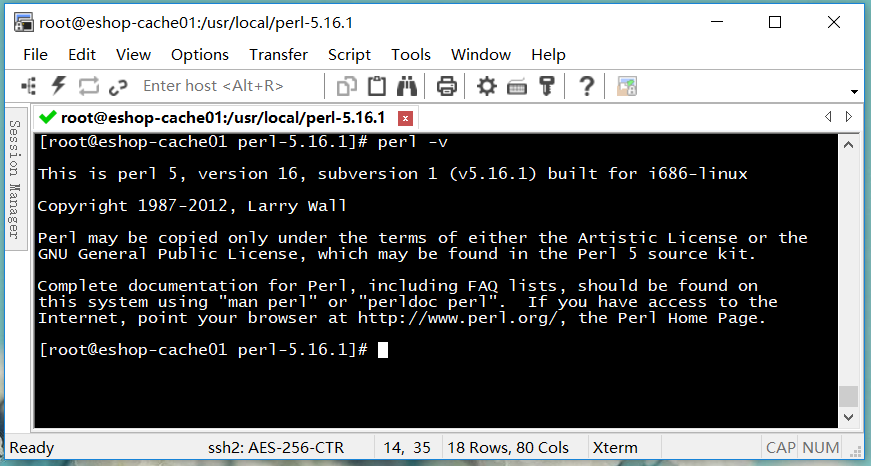 root@eshop-cache01:/usr/local/perl-5.16.1
File Edit View Options Transfer Script Tools Window Help
Enter host <Alt+R>
root@eshop-cache01:/usr/local/perl-5.16.1
Session Manager
[root@eshop-cache01 perl-5.16.1]# perl -v
This is perl 5, version 16, subversion 1 (v5.16.1) built for i686-linux
Copyright 1987-2012, Larry Wall
Perl may be copied only under the terms of either the Artistic License or the
GNU General Public License, which may be found in the Perl 5 source kit.
Complete documentation for Perl, including FAQ lists, should be found on
this system using "man perl" or "perldoc perl".  If you have access to the
Internet, point your browser at http://www.perl.org/, the Perl Home Page.
[root@eshop-cache01 perl-5.16.1]#
Ready ssh2: AES-256-CTR 14, 35 18 Rows, 80 Cols Xterm CAP NUM